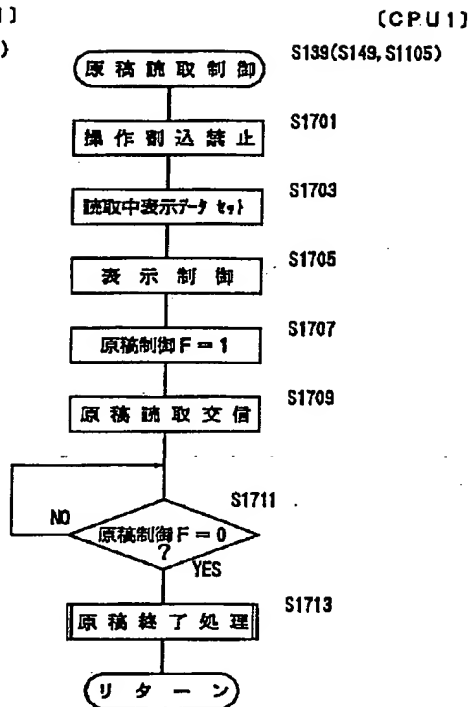 ]
)
[CPU1]
原稿読取制御
S139(S149,S1105)
操作割込禁止
S1701
読取中表示データセット
S1703
表示制御
S1705
原稿制御F=1
S1707
原稿読取交信
S1709
S1711
NO
原稿制御F=0
?
YES
原稿終了処理
S1713
リターン